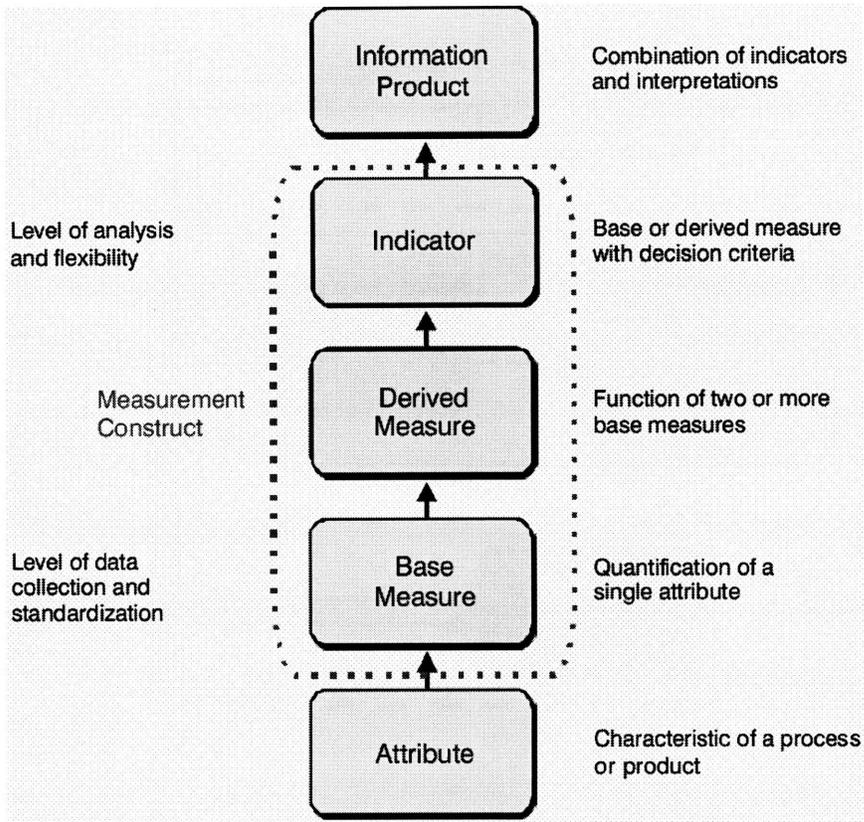 Information
Product
Combination of indicators
and interpretations
Level of analysis
and flexibility
Indicator
Base or derived measure
with decision criteria
Measurement
Construct
Derived
Measure
Function of two or more
base measures
Level of data
collection and
standardization
Base
Measure
Quantification of a
single attribute
Attribute
Characteristic of a process
or product